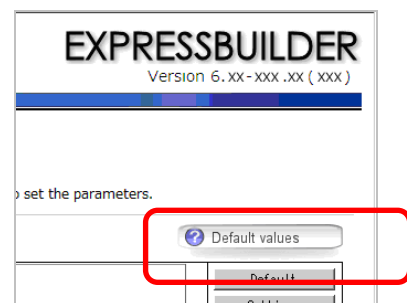 EXPRESSBUILDER
Version 6.xx-xxx.xx (xxx)
set the parameters.
Default values
Default